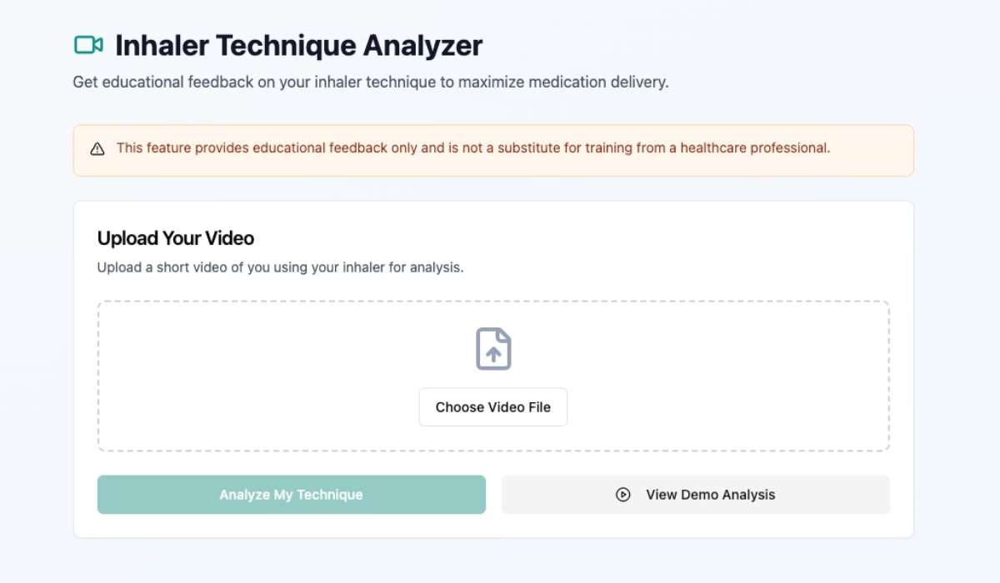 Inhaler Technique Analyzer
Get educational feedback on your inhaler technique to maximize medication delivery.
This feature provides educational feedback only and is not a substitute for training from a healthcare professional.
Upload Your Video
Upload a short video of you using your inhaler for analysis.
Choose Video File
Analyze My Technique
View Demo Analysis